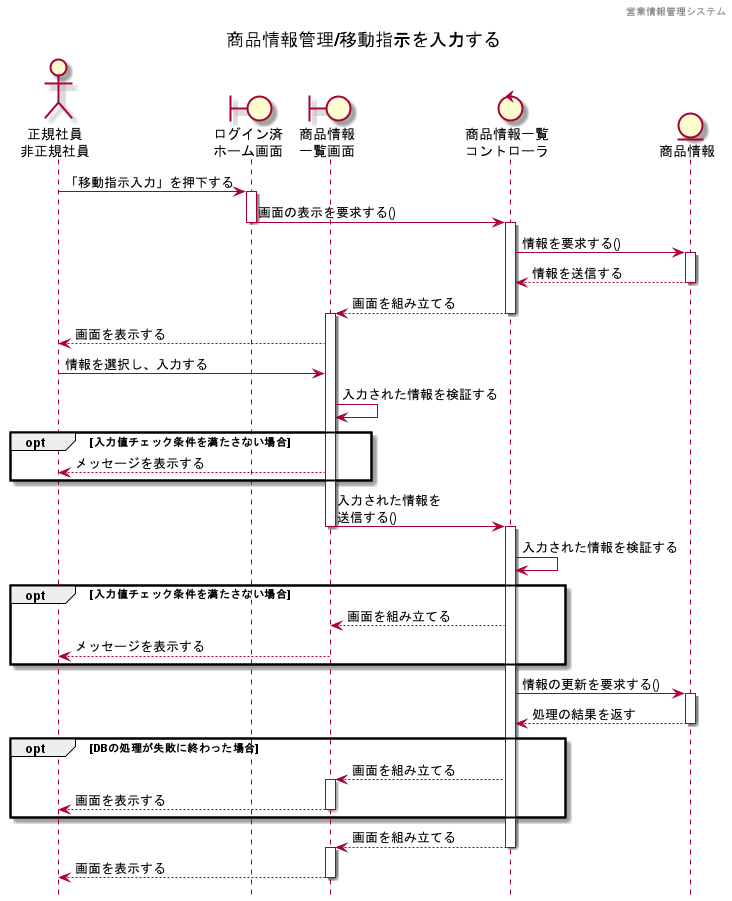 営業情報管理システム
商品情報管理/移動指示を入力する
正規社員
非正規社員
ログイン済
ホーム画面
商品情報
一覧画面
商品情報一覧
コントローラ
商品情報
「移動指示入力」を押下する
画面の表示を要求する()
情報を要求する()
情報を送信する
画面を組み立てる
画面を表示する
情報を選択し、入力する
入力された情報を検証する
opt [入力値チェック条件を満たさない場合]
メッセージを表示する
入力された情報を
送信する()
入力された情報を検証する
opt [入力値チェック条件を満たさない場合]
画面を組み立てる
メッセージを表示する
情報の更新を要求する()
処理の結果を返す
opt [DBの処理が失敗に終わった場合]
画面を組み立てる
画面を表示する
画面を組み立てる
画面を表示する